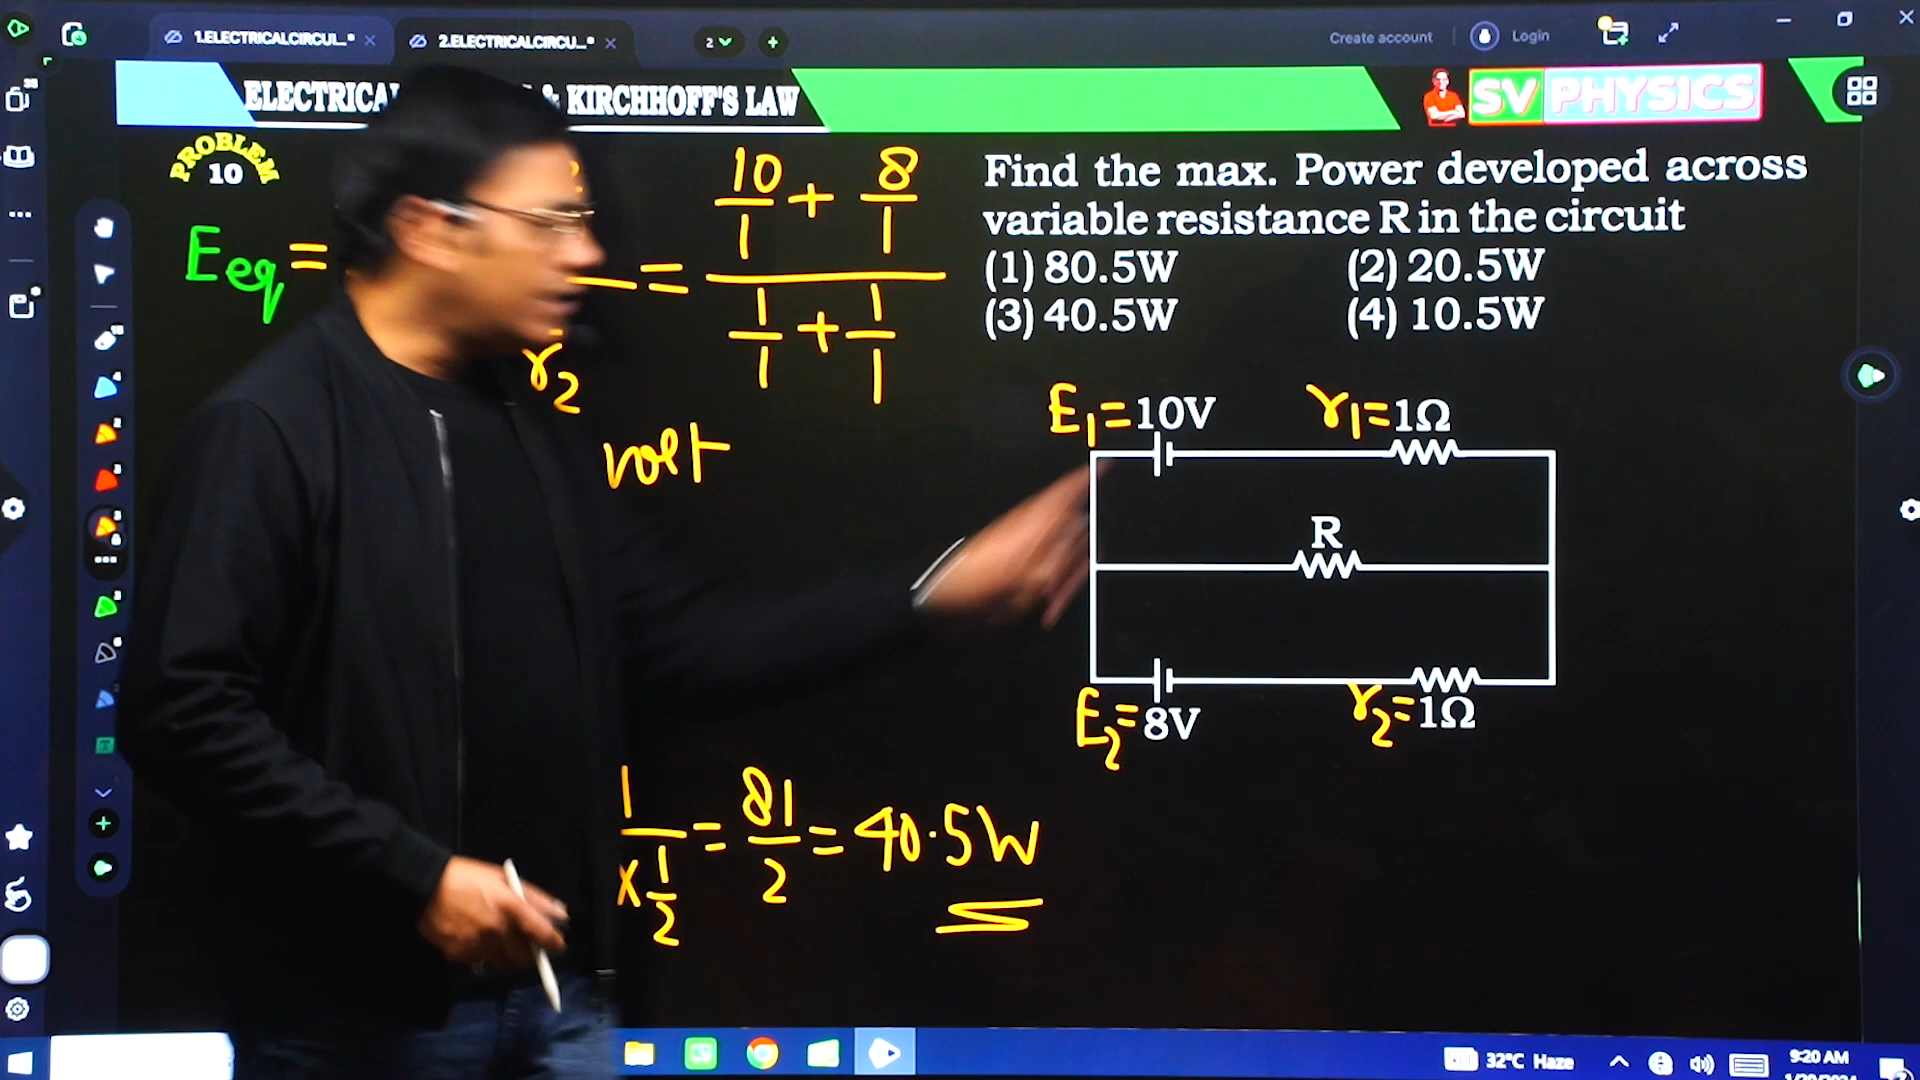 1.ELECTRICALCIRCUI...*
2.ELECTRICALCIRCU...*
2
Create account
Login
KIRCHHOFF'S LAW
SV PHYSICS
PROBLEM
10
Eeq =
= 10/1 + 8/1
1/1 + 1/1
r2
volt
Find the max. Power developed across
variable resistance R in the circuit
(1) 80.5W
(2) 20.5W
(3) 40.5W
(4) 10.5W
E1=10V
r1=1Ω
R
E2=8V
r2=1Ω
× 1/2 = 81/2 = 40.5W
32°C Haze
9:20 AM